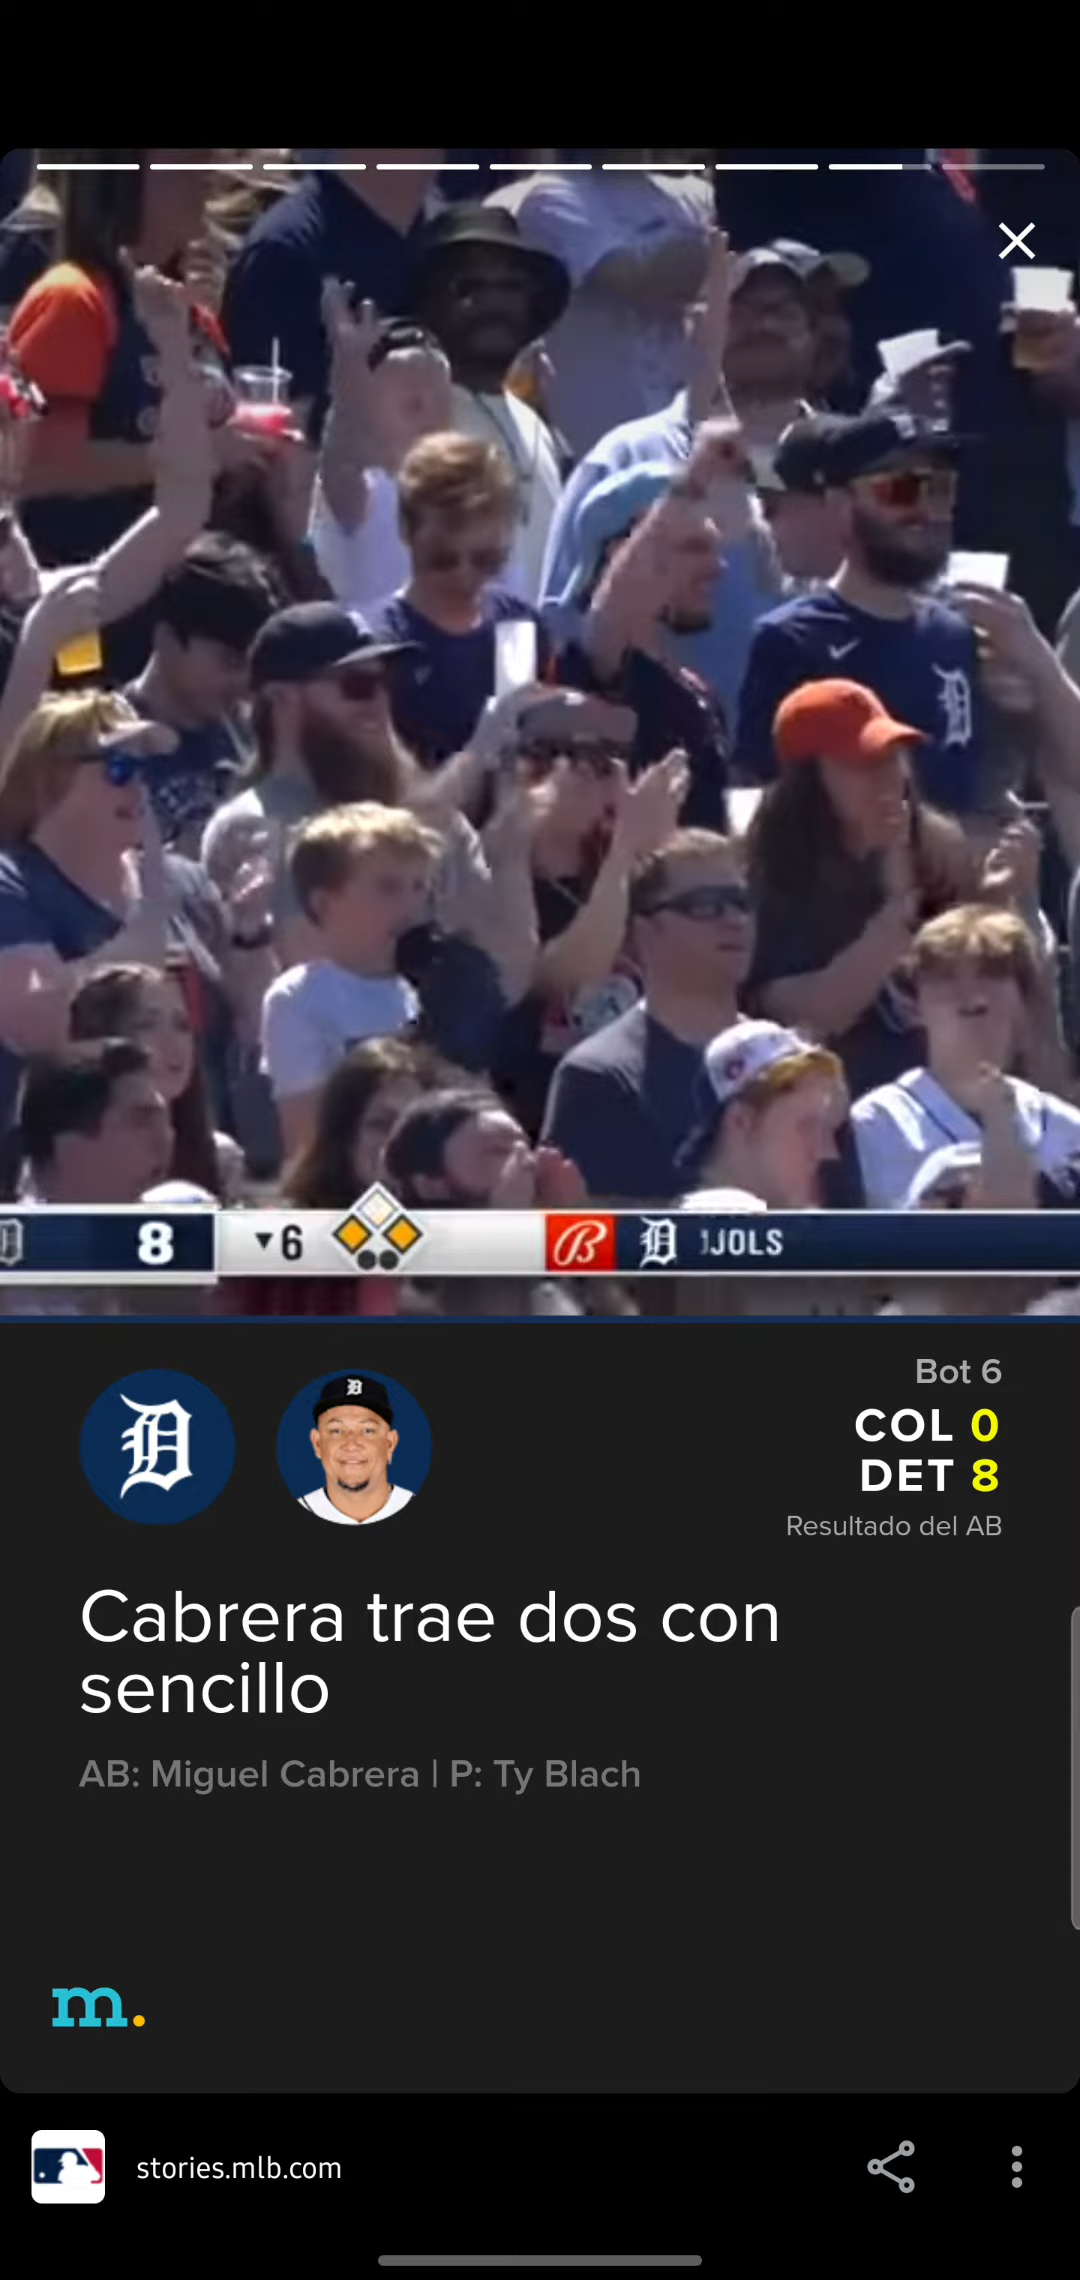 8
▼6
B
D
JOLS
D
D
Bot 6
COL 0
DET 8
Resultado del AB
Cabrera trae dos con
sencillo
AB: Miguel Cabrera | P: Ty Blach
m.
stories.mlb.com